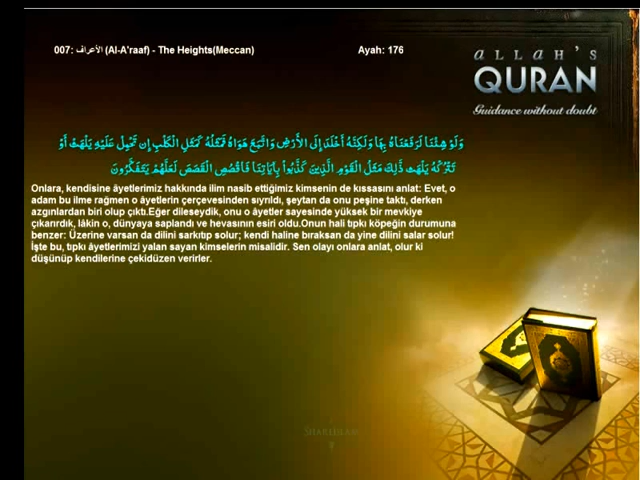 007: الأعراف (Al-A'raaf) - The Heights(Meccan) Ayah: 176
ALLAH'S
QURAN
Guidance without doubt
وَلَوْ شِئْنَا لَرَفَعْنَاهُ بِهَا وَلَكِنَّهُ أَخْلَدَ إِلَى الأَرْضِ وَاتَّبَعَ هَوَاهُ فَمَثَلُهُ كَمَثَلِ الْكَلْبِ إِن تَحْمِلْ عَلَيْهِ يَلْهَثْ أَوْ
تَتْرُكْهُ يَلْهَث ذَّلِكَ مَثَلُ الْقَوْمِ الَّذِينَ كَذَّبُواْ بِآيَاتِنَا فَاقْصُصِ الْقَصَصَ لَعَلَّهُمْ يَتَفَكَّرُونَ
Onlara, kendisine âyetlerimiz hakkında ilim nasib ettiğimiz kimsenin de kıssasını anlat: Evet, o
adam bu ilme rağmen o âyetlerin çerçevesinden sıyrıldı, şeytan da onu peşine taktı, derken
azgınlardan biri olup çıktı.Eğer dileseydik, onu o âyetler sayesinde yüksek bir mevkiye
çıkarırdık, lâkin o, dünyaya saplandı ve hevasının esiri oldu.Onun hali tıpkı köpeğin durumuna
benzer: Üzerine varsan da dilini sarkıtıp solur; kendi haline bıraksan da yine dilini salar solur!
İşte bu, tıpkı âyetlerimizi yalan sayan kimselerin misalidir. Sen olayı onlara anlat, olur ki
düşünüp kendilerine çekidüzen verirler.